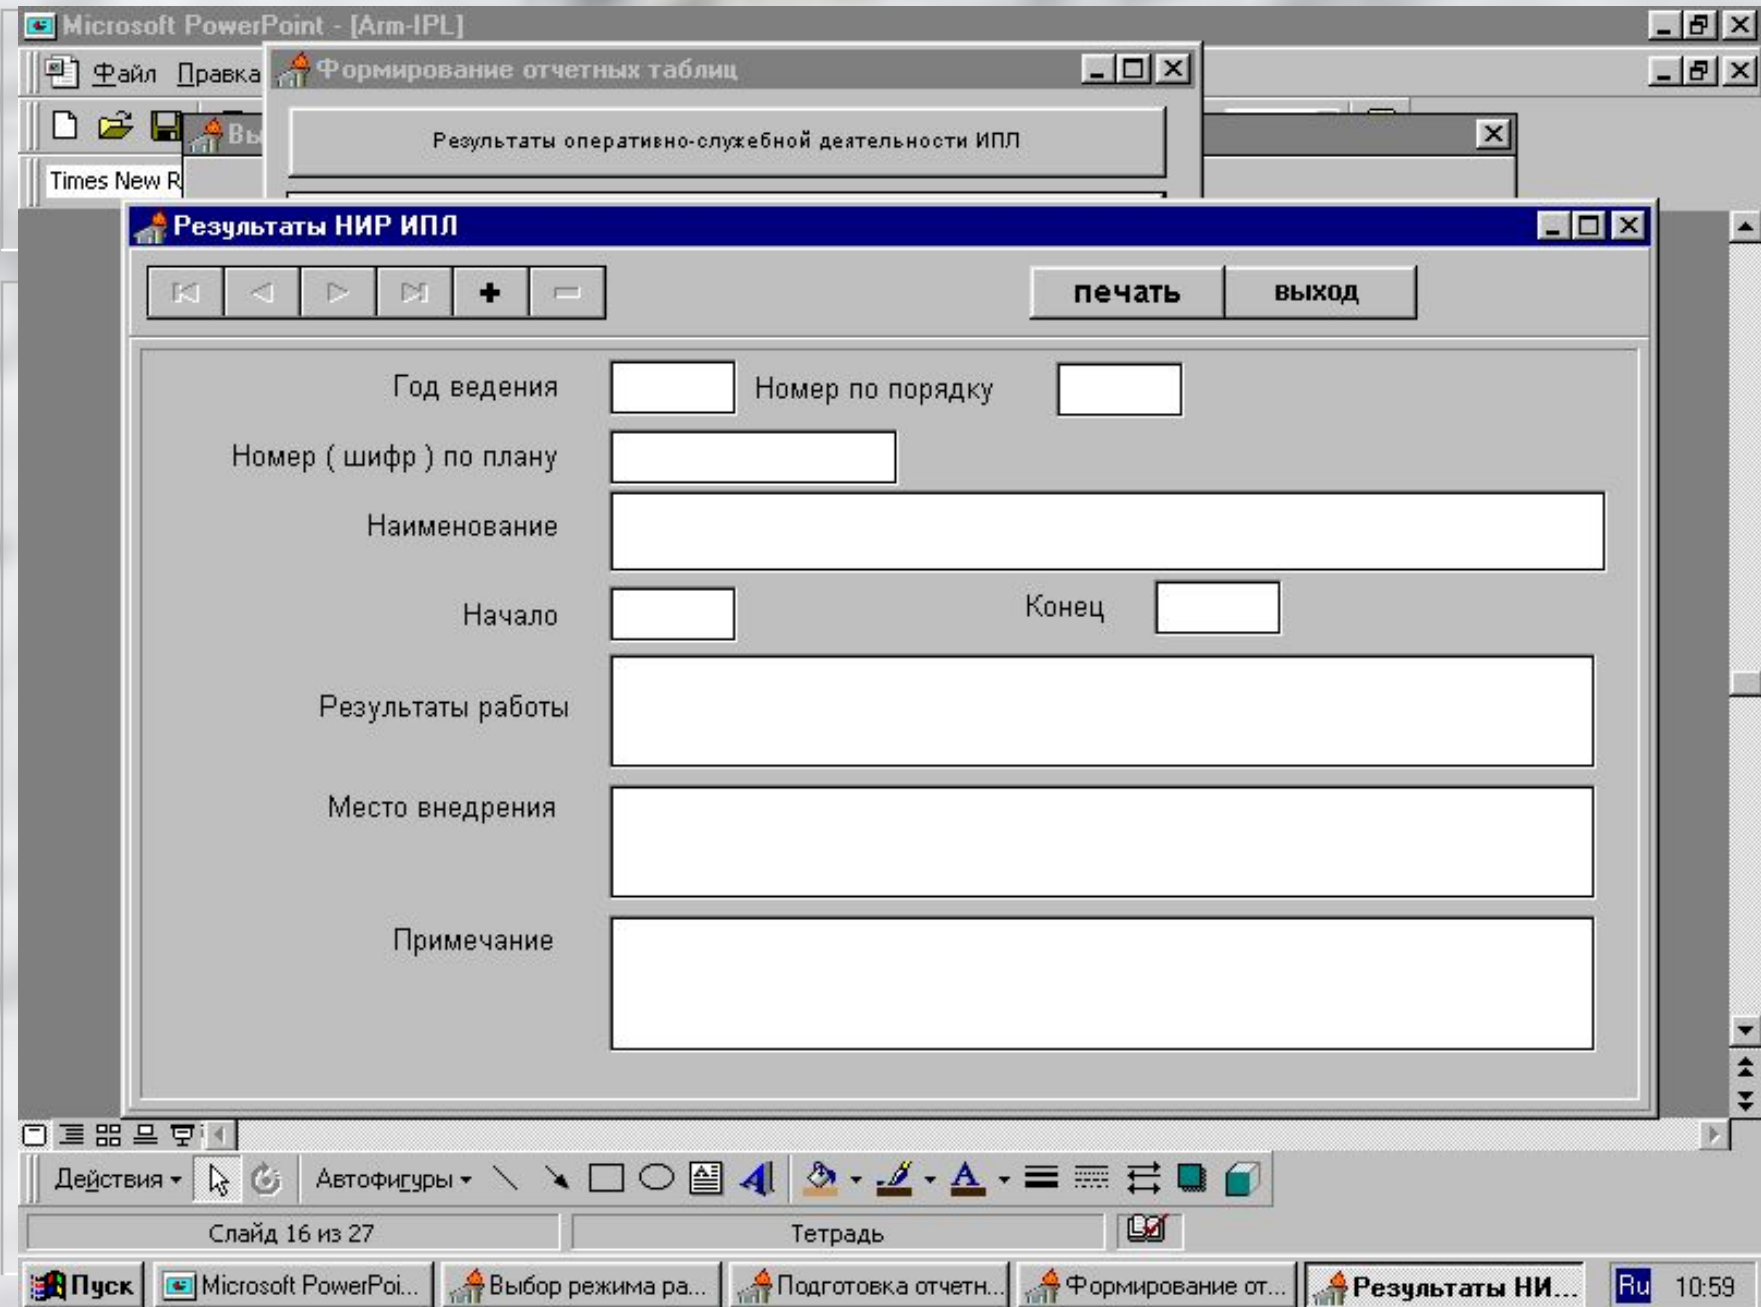 Microsoft PowerPoint - [Arm-IPL]
Файл Правка
Формирование отчетных таблиц
Результаты оперативно-служебной деятельности ИПЛ
Вы
Times New R
Результаты НИР ИПЛ
печать выход
Год ведения Номер по порядку
Номер ( шифр ) по плану
Наименование
Начало Конец
Результаты работы
Место внедрения
Примечание
Действия Автофигуры
Слайд 16 из 27 Тетрадь
Пуск Microsoft PowerPoi... Выбор режима ра... Подготовка отчетн... Формирование от... Результаты НИ... Ru 10:59